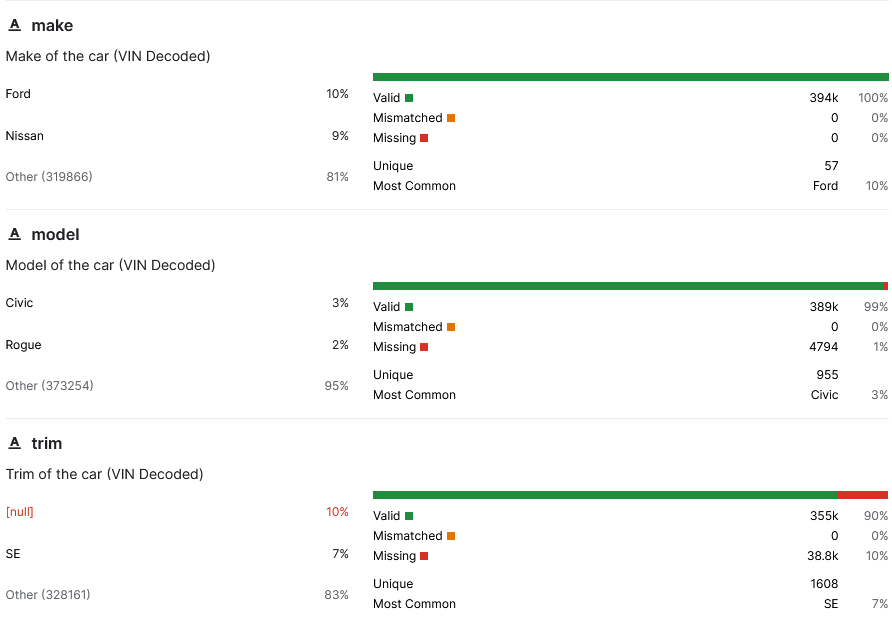 A make
Make of the car (VIN Decoded)
Ford 10%
Nissan 9%
Other (319866) 81%
Valid 394k 100%
Mismatched 0 0%
Missing 0 0%
Unique 57
Most Common Ford 10%
A model
Model of the car (VIN Decoded)
Civic 3%
Rogue 2%
Other (373254) 95%
Valid 389k 99%
Mismatched 0 0%
Missing 4794 1%
Unique 955
Most Common Civic 3%
A trim
Trim of the car (VIN Decoded)
[null] 10%
SE 7%
Other (328161) 83%
Valid 355k 90%
Mismatched 0 0%
Missing 38.8k 10%
Unique 1608
Most Common SE 7%